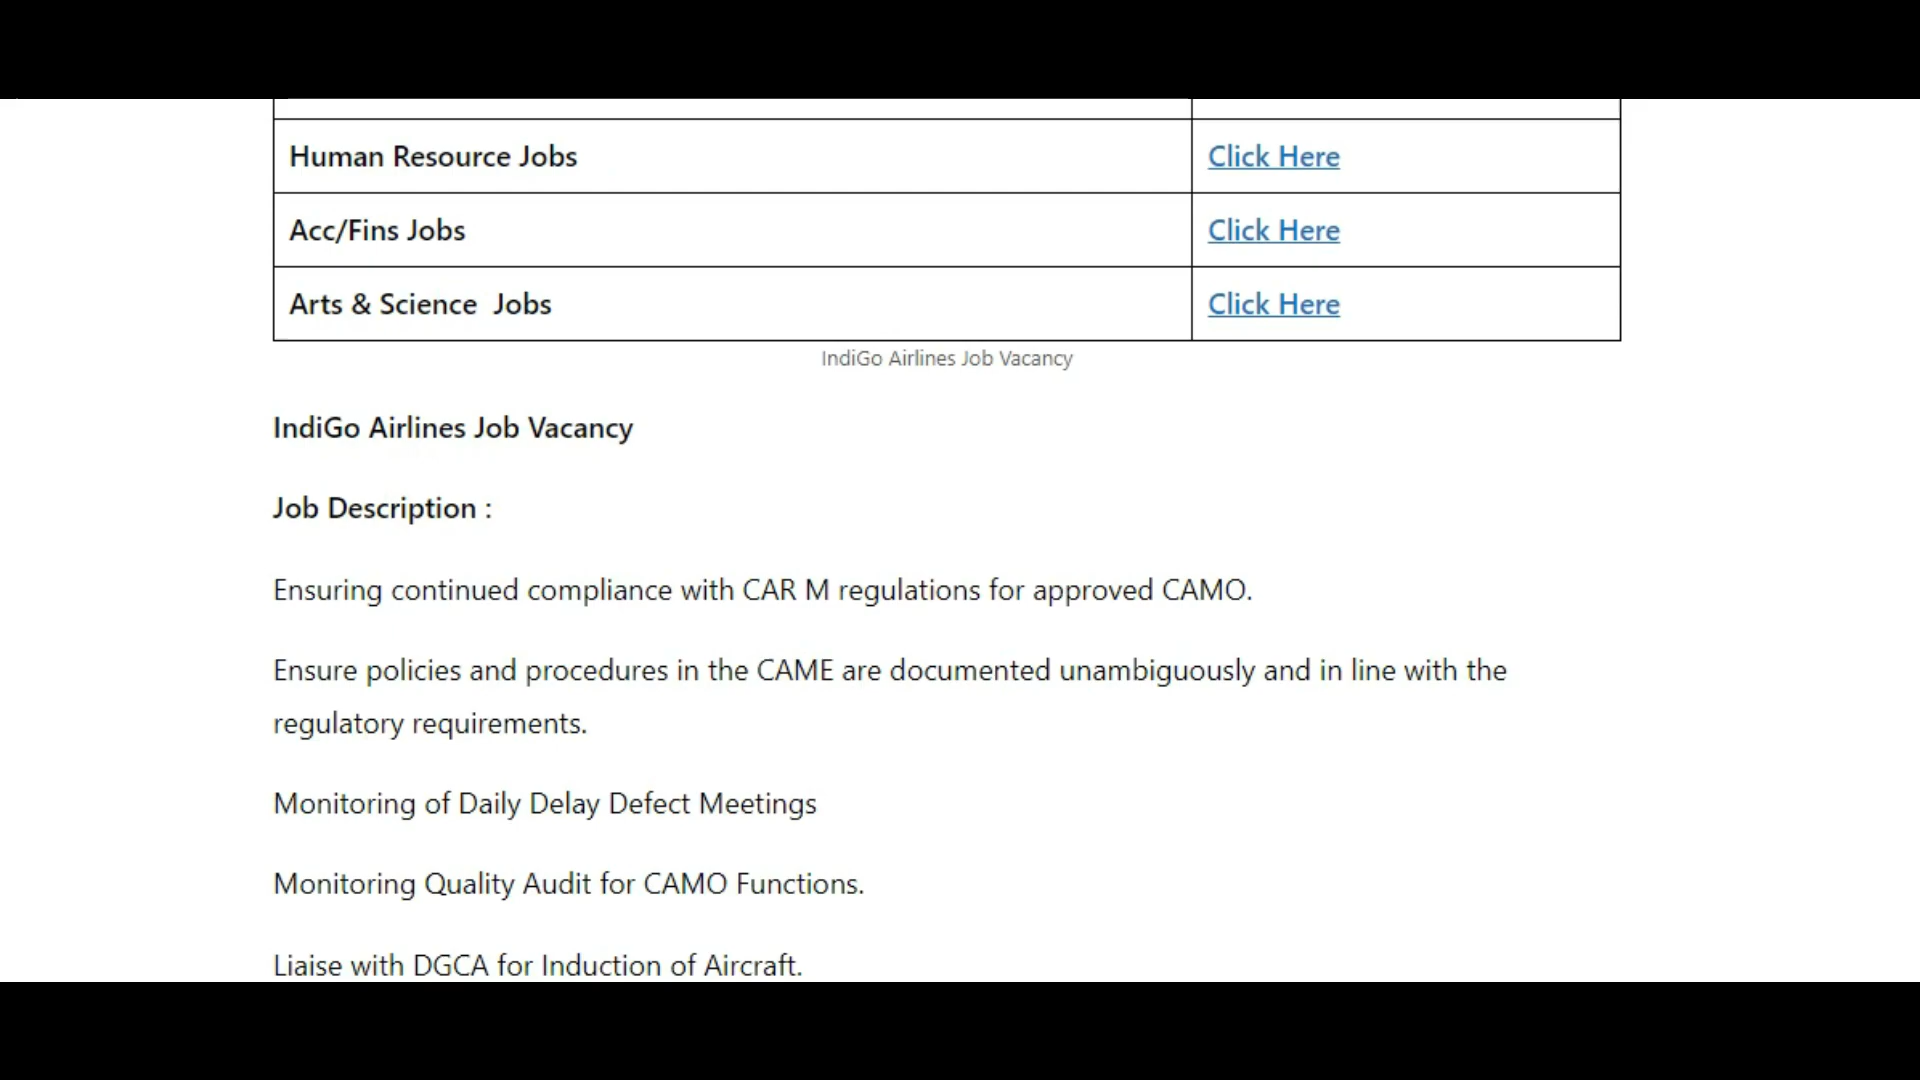 Human Resource Jobs Click Here
Acc/Fins Jobs Click Here
Arts & Science  Jobs Click Here
IndiGo Airlines Job Vacancy
IndiGo Airlines Job Vacancy
Job Description :
Ensuring continued compliance with CAR M regulations for approved CAMO.
Ensure policies and procedures in the CAME are documented unambiguously and in line with the
regulatory requirements.
Monitoring of Daily Delay Defect Meetings
Monitoring Quality Audit for CAMO Functions.
Liaise with DGCA for Induction of Aircraft.